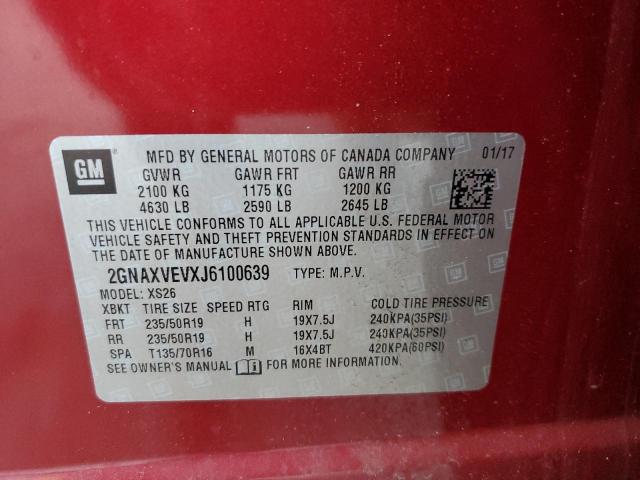 GM
MFD BY GENERAL MOTORS OF CANADA COMPANY 01/17
GVWR GAWR FRT GAWR RR
2100 KG 1175 KG 1200 KG
4630 LB 2590 LB 2645 LB
THIS VEHICLE CONFORMS TO ALL APPLICABLE U.S. FEDERAL MOTOR
VEHICLE SAFETY AND THEFT PREVENTION STANDARDS IN EFFECT ON
THE DATE OF MANUFACTURE SHOWN ABOVE.
2GNAXVEVXJ6100639 TYPE: M.P.V.
MODEL: XS26
XBKT TIRE SIZE SPEED RTG RIM COLD TIRE PRESSURE
FRT 235/50R19 H 19X7.5J 240KPA(35PSI)
RR 235/50R19 H 19X7.5J 240KPA(35PSI)
SPA T135/70R16 M 16X4BT 420KPA(60PSI)
SEE OWNER'S MANUAL FOR MORE INFORMATION.